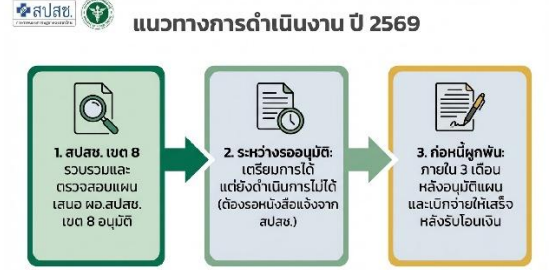 สปสช.
แนวทางการดำเนินงาน ปี 2569
1. สปสช. เขต 8
รวบรวมและ
ตรวจสอบแผน
เสนอ ผอ.สปสช.
เขต 8 อนุมัติ
2. ระหว่างรออนุมัติ:
เตรียมการได้
แต่ยังดำเนินการไม่ได้
(ต้องรอหนังสือแจ้งจาก
สปสช.)
3. ก่อหนี้ผูกพัน:
ภายใน 3 เดือน
หลังอนุมัติแผน
และเบิกจ่ายให้เสร็จ
หลังรับโอนเงิน